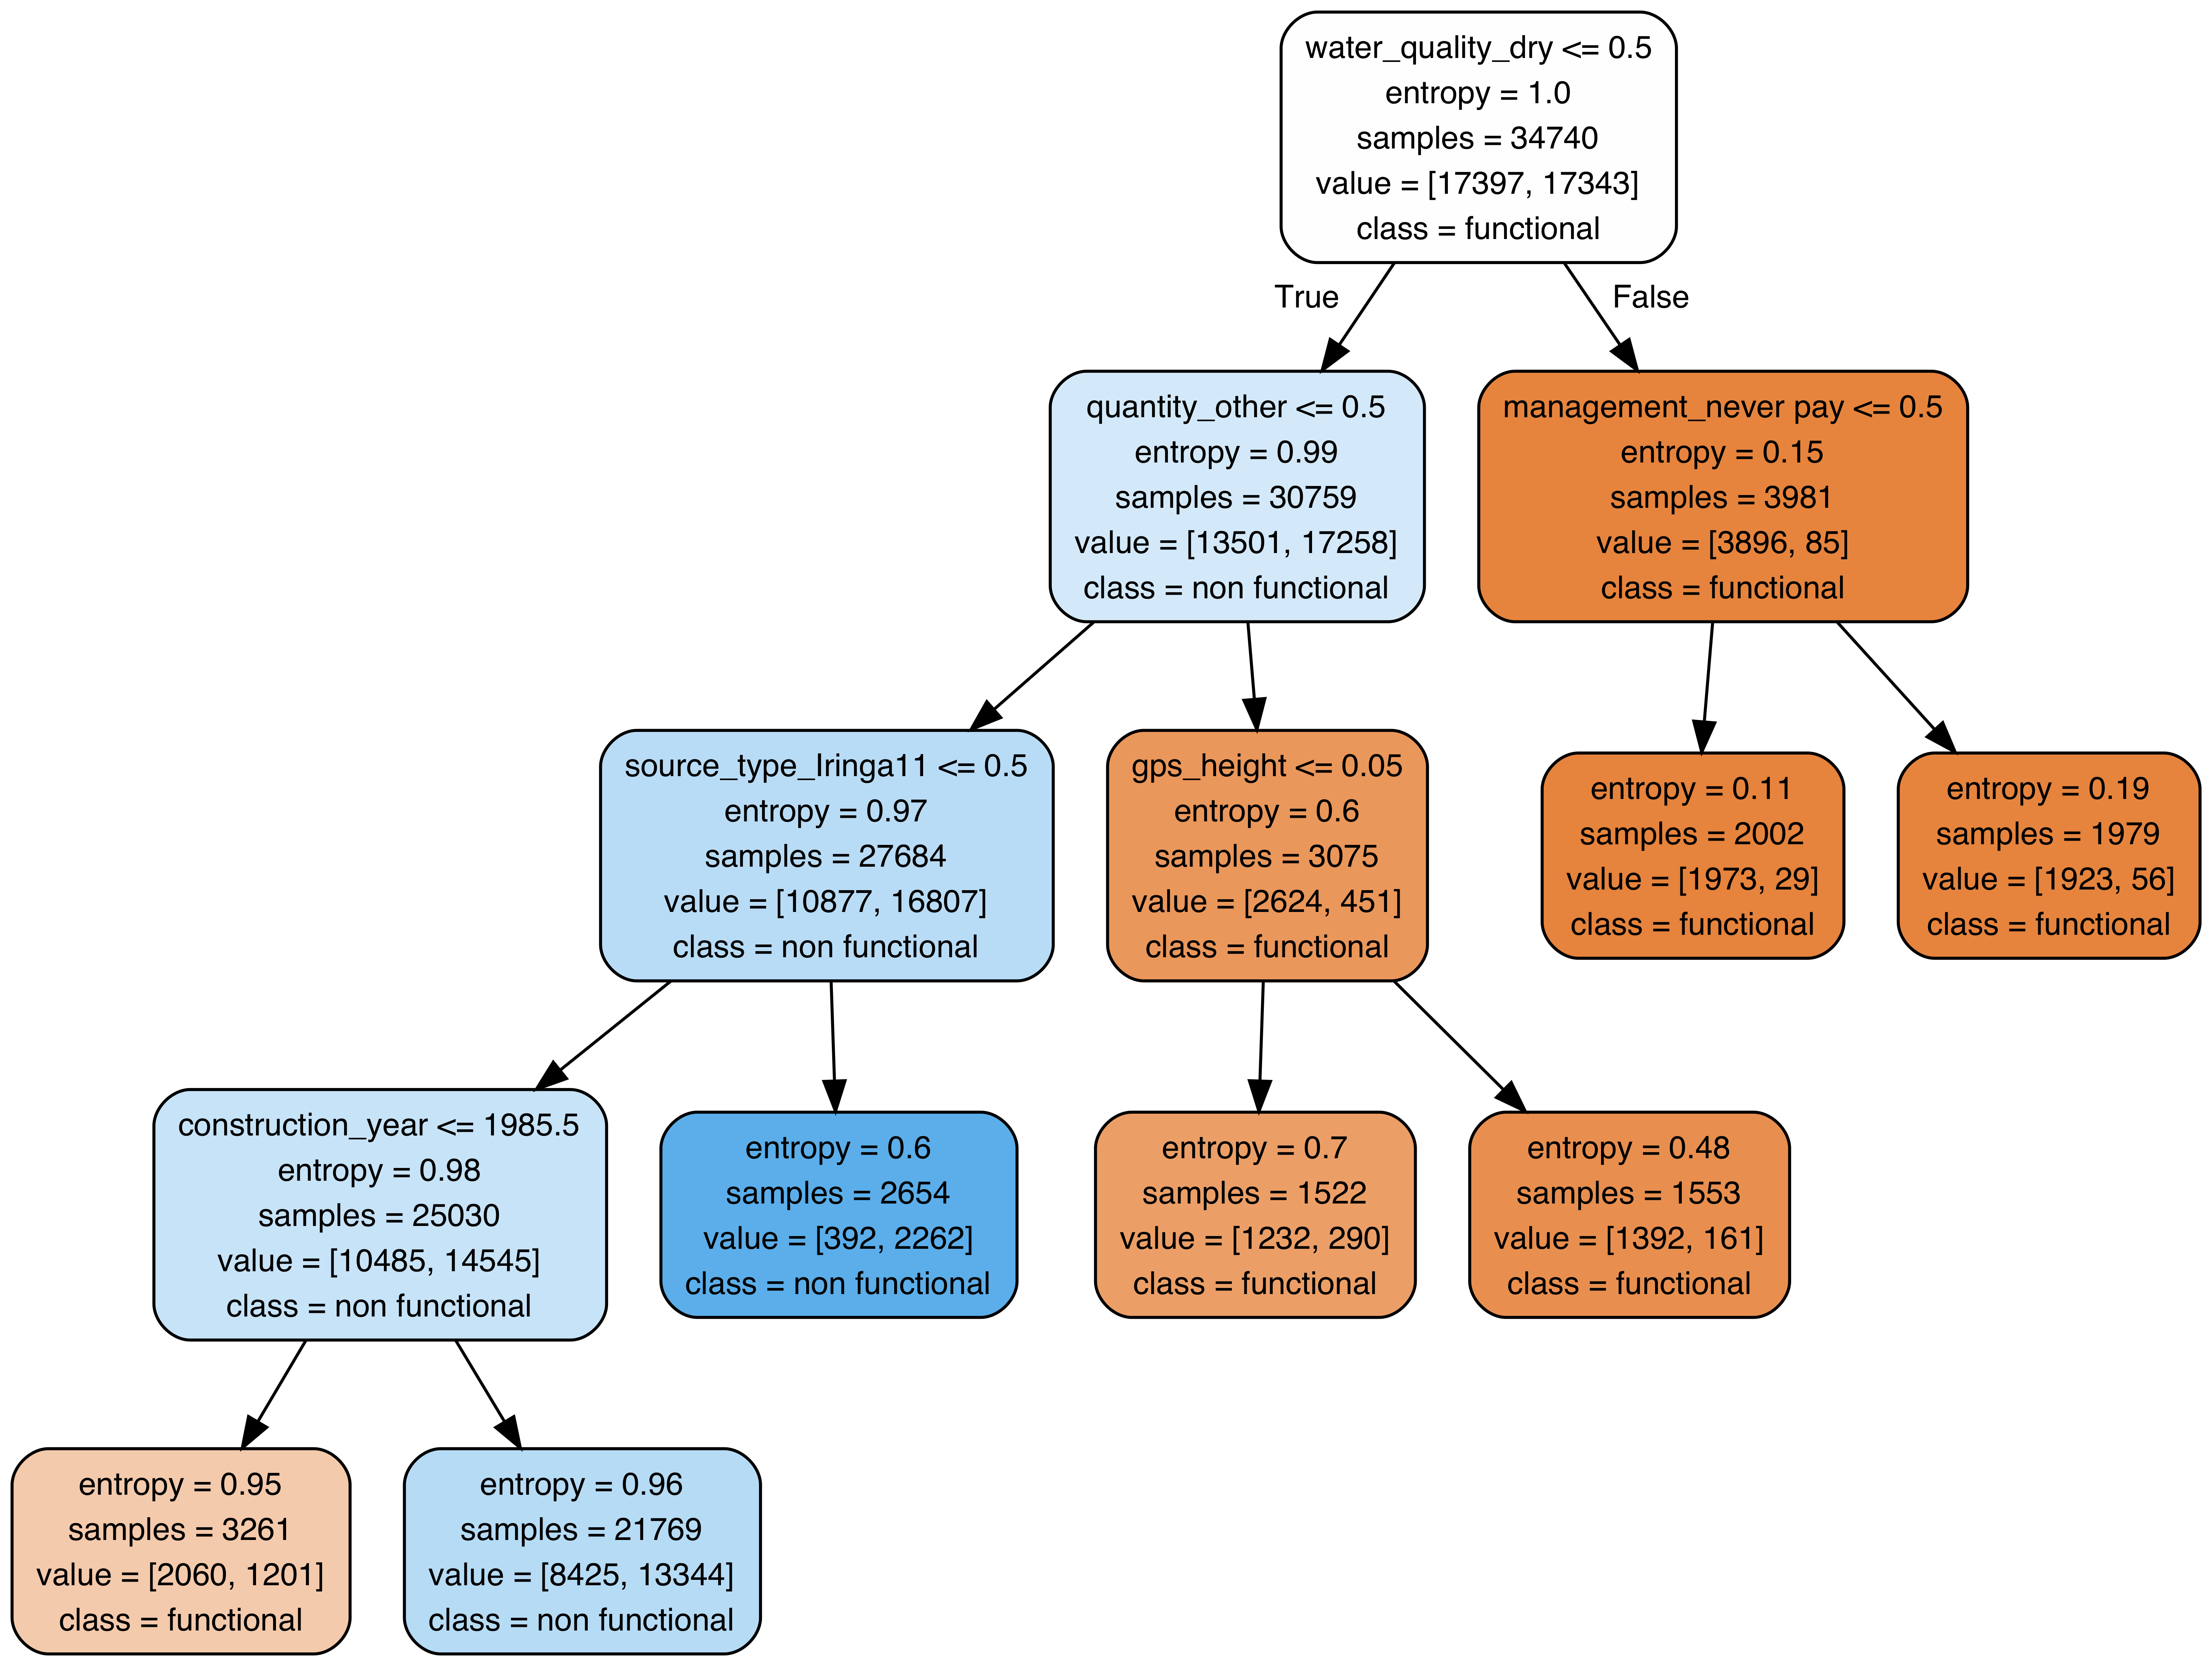 water_quality_dry <= 0.5
entropy = 1.0
samples = 34740
value = [17397, 17343]
class = functional
True
False
quantity_other <= 0.5
entropy = 0.99
samples = 30759
value = [13501, 17258]
class = non functional
management_never pay <= 0.5
entropy = 0.15
samples = 3981
value = [3896, 85]
class = functional
source_type_Iringa11 <= 0.5
entropy = 0.97
samples = 27684
value = [10877, 16807]
class = non functional
gps_height <= 0.05
entropy = 0.6
samples = 3075
value = [2624, 451]
class = functional
entropy = 0.11
samples = 2002
value = [1973, 29]
class = functional
entropy = 0.19
samples = 1979
value = [1923, 56]
class = functional
construction_year <= 1985.5
entropy = 0.98
samples = 25030
value = [10485, 14545]
class = non functional
entropy = 0.6
samples = 2654
value = [392, 2262]
class = non functional
entropy = 0.7
samples = 1522
value = [1232, 290]
class = functional
entropy = 0.48
samples = 1553
value = [1392, 161]
class = functional
entropy = 0.95
samples = 3261
value = [2060, 1201]
class = functional
entropy = 0.96
samples = 21769
value = [8425, 13344]
class = non functional